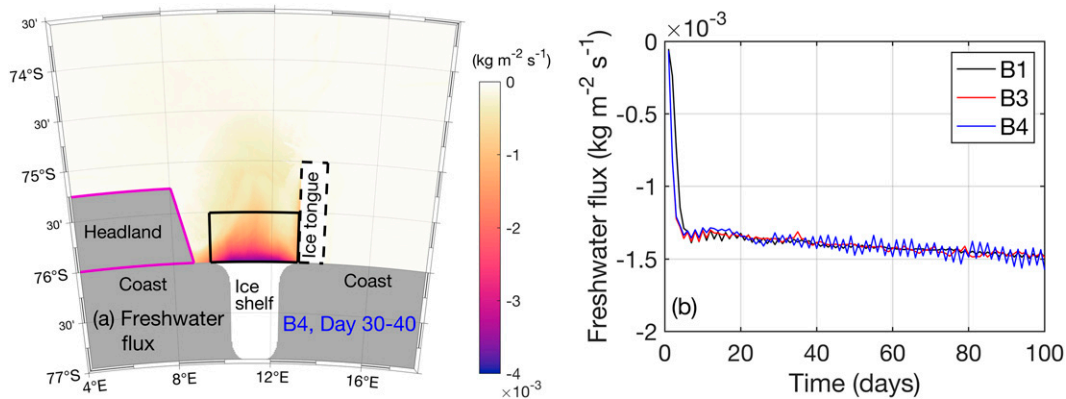 30'
74°S
30'
75°S
30'
76°S
30'
77°S
4°E
8°E
12°E
16°E
Headland
Coast
(a) Freshwater
flux
Ice
shelf
Ice tongue
Coast
B4, Day 30-40
(kg m⁻² s⁻¹)
0
-1
-2
-3
-4
×10⁻³
×10⁻³
0
-0.5
-1
-1.5
-2
Freshwater flux (kg m⁻² s⁻¹)
B1
B3
B4
(b)
0
20
40
60
80
100
Time (days)